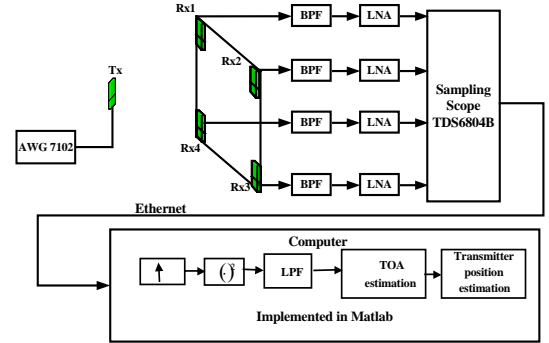 Rx1
BPF
LNA
Tx
Rx2
BPF
LNA
Sampling
Scope
TDS6804B
AWG 7102
Rx4
BPF
LNA
Rx3
BPF
LNA
Ethernet
Computer
(.)²
LPF
TOA
estimation
Transmitter
position
estimation
Implemented in Matlab